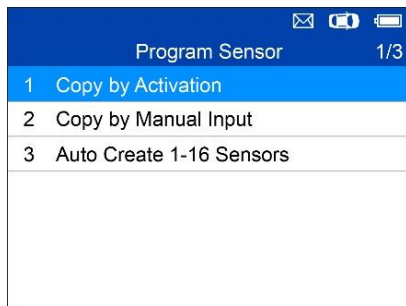 Program Sensor 1/3
1 Copy by Activation
2 Copy by Manual Input
3 Auto Create 1-16 Sensors